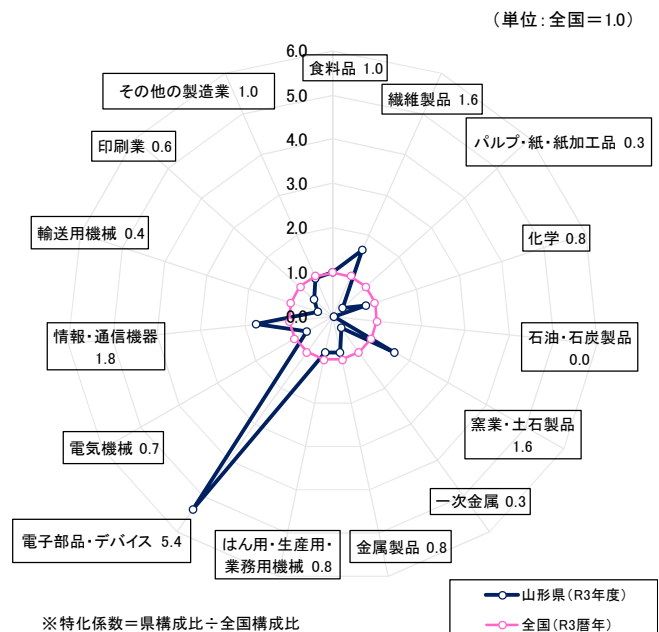 （単位：全国＝1.0）
6.0
5.0
4.0
3.0
2.0
1.0
0.0
食料品 1.0
繊維製品 1.6
パルプ・紙・紙加工品 0.3
化学 0.8
石油・石炭製品
0.0
窯業・土石製品
1.6
一次金属 0.3
金属製品 0.8
はん用・生産用・
業務用機械 0.8
電子部品・デバイス 5.4
電気機械 0.7
情報・通信機器
1.8
輸送用機械 0.4
印刷業 0.6
その他の製造業 1.0
山形県（R3年度）
全国（R3暦年）
※特化係数＝県構成比÷全国構成比